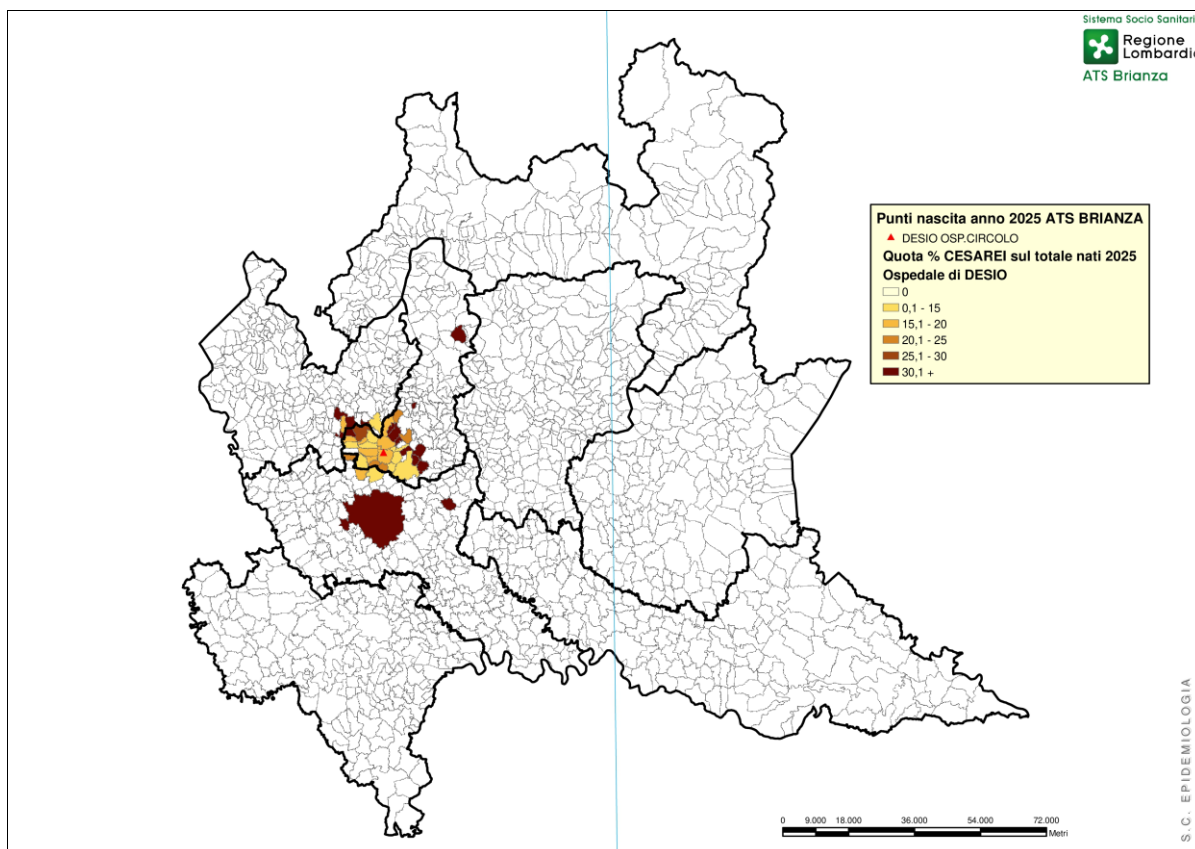 Sistema Socio Sanitari
Regione
Lombardia
ATS Brianza
Punti nascita anno 2025 ATS BRIANZA
DESIO OSP.CIRCOLO
Quota % CESAREI sul totale nati 2025
Ospedale di DESIO
0
0,1 - 15
15,1 - 20
20,1 - 25
25,1 - 30
30,1 +
0 9.000 18.000 36.000 54.000 72.000
Metri
S.C. EPIDEMIOLOGIA